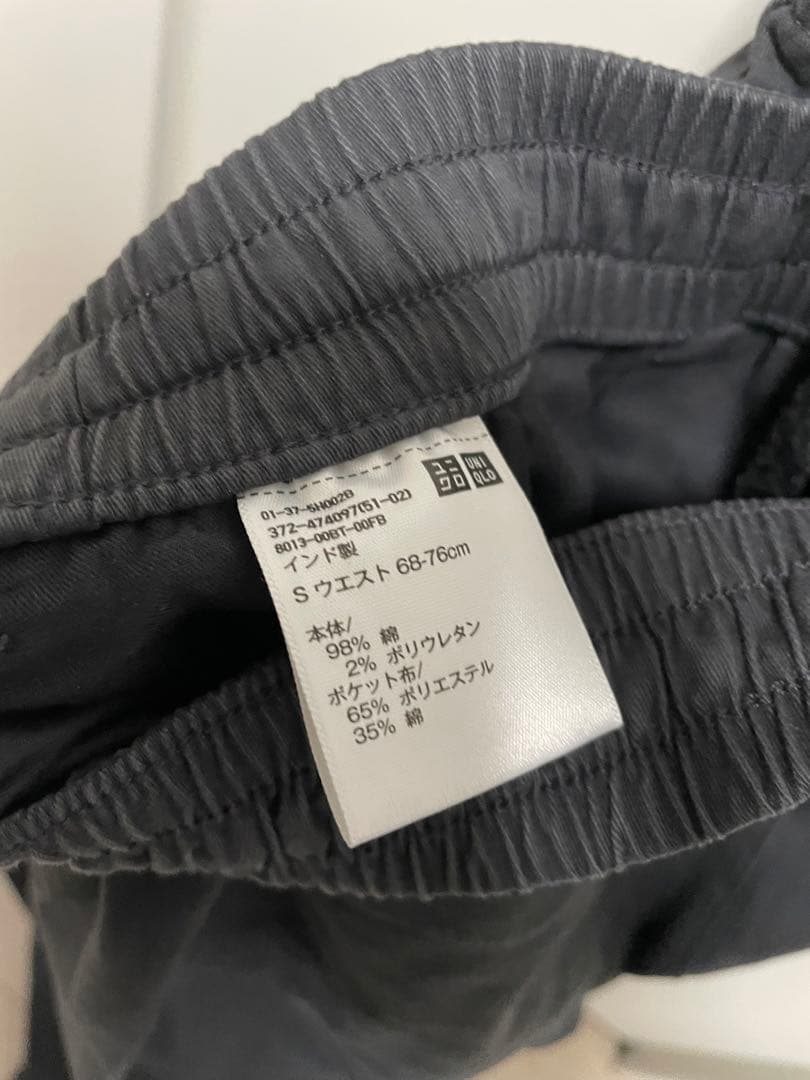 ユニクロ
UNIQLO
01-37-5H002B
372-474097(51-02)
8013-00BT-00FB
インド製
S ウエスト 68-76cm
本体/
98% 綿
2% ポリウレタン
ポケット布/
65% ポリエステル
35% 綿